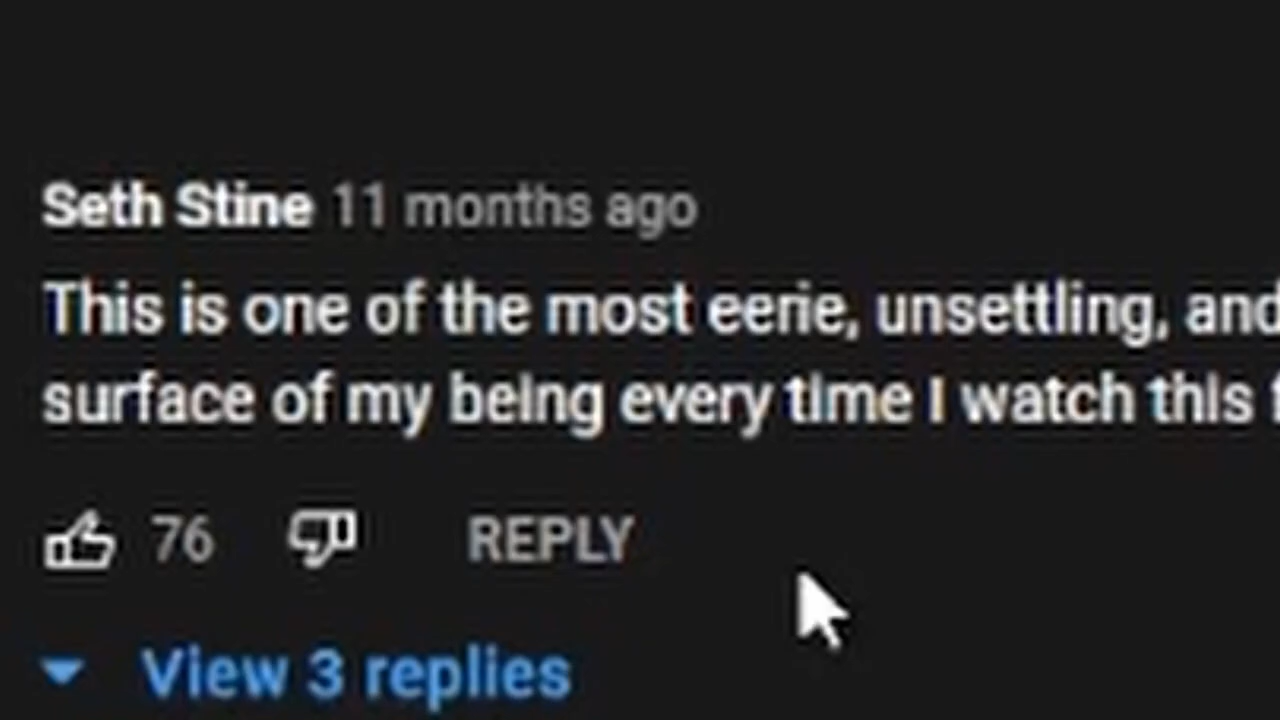 Seth Stine 11 months ago
This is one of the most eerie, unsettling, and
surface of my being every time I watch this
76 REPLY
View 3 replies